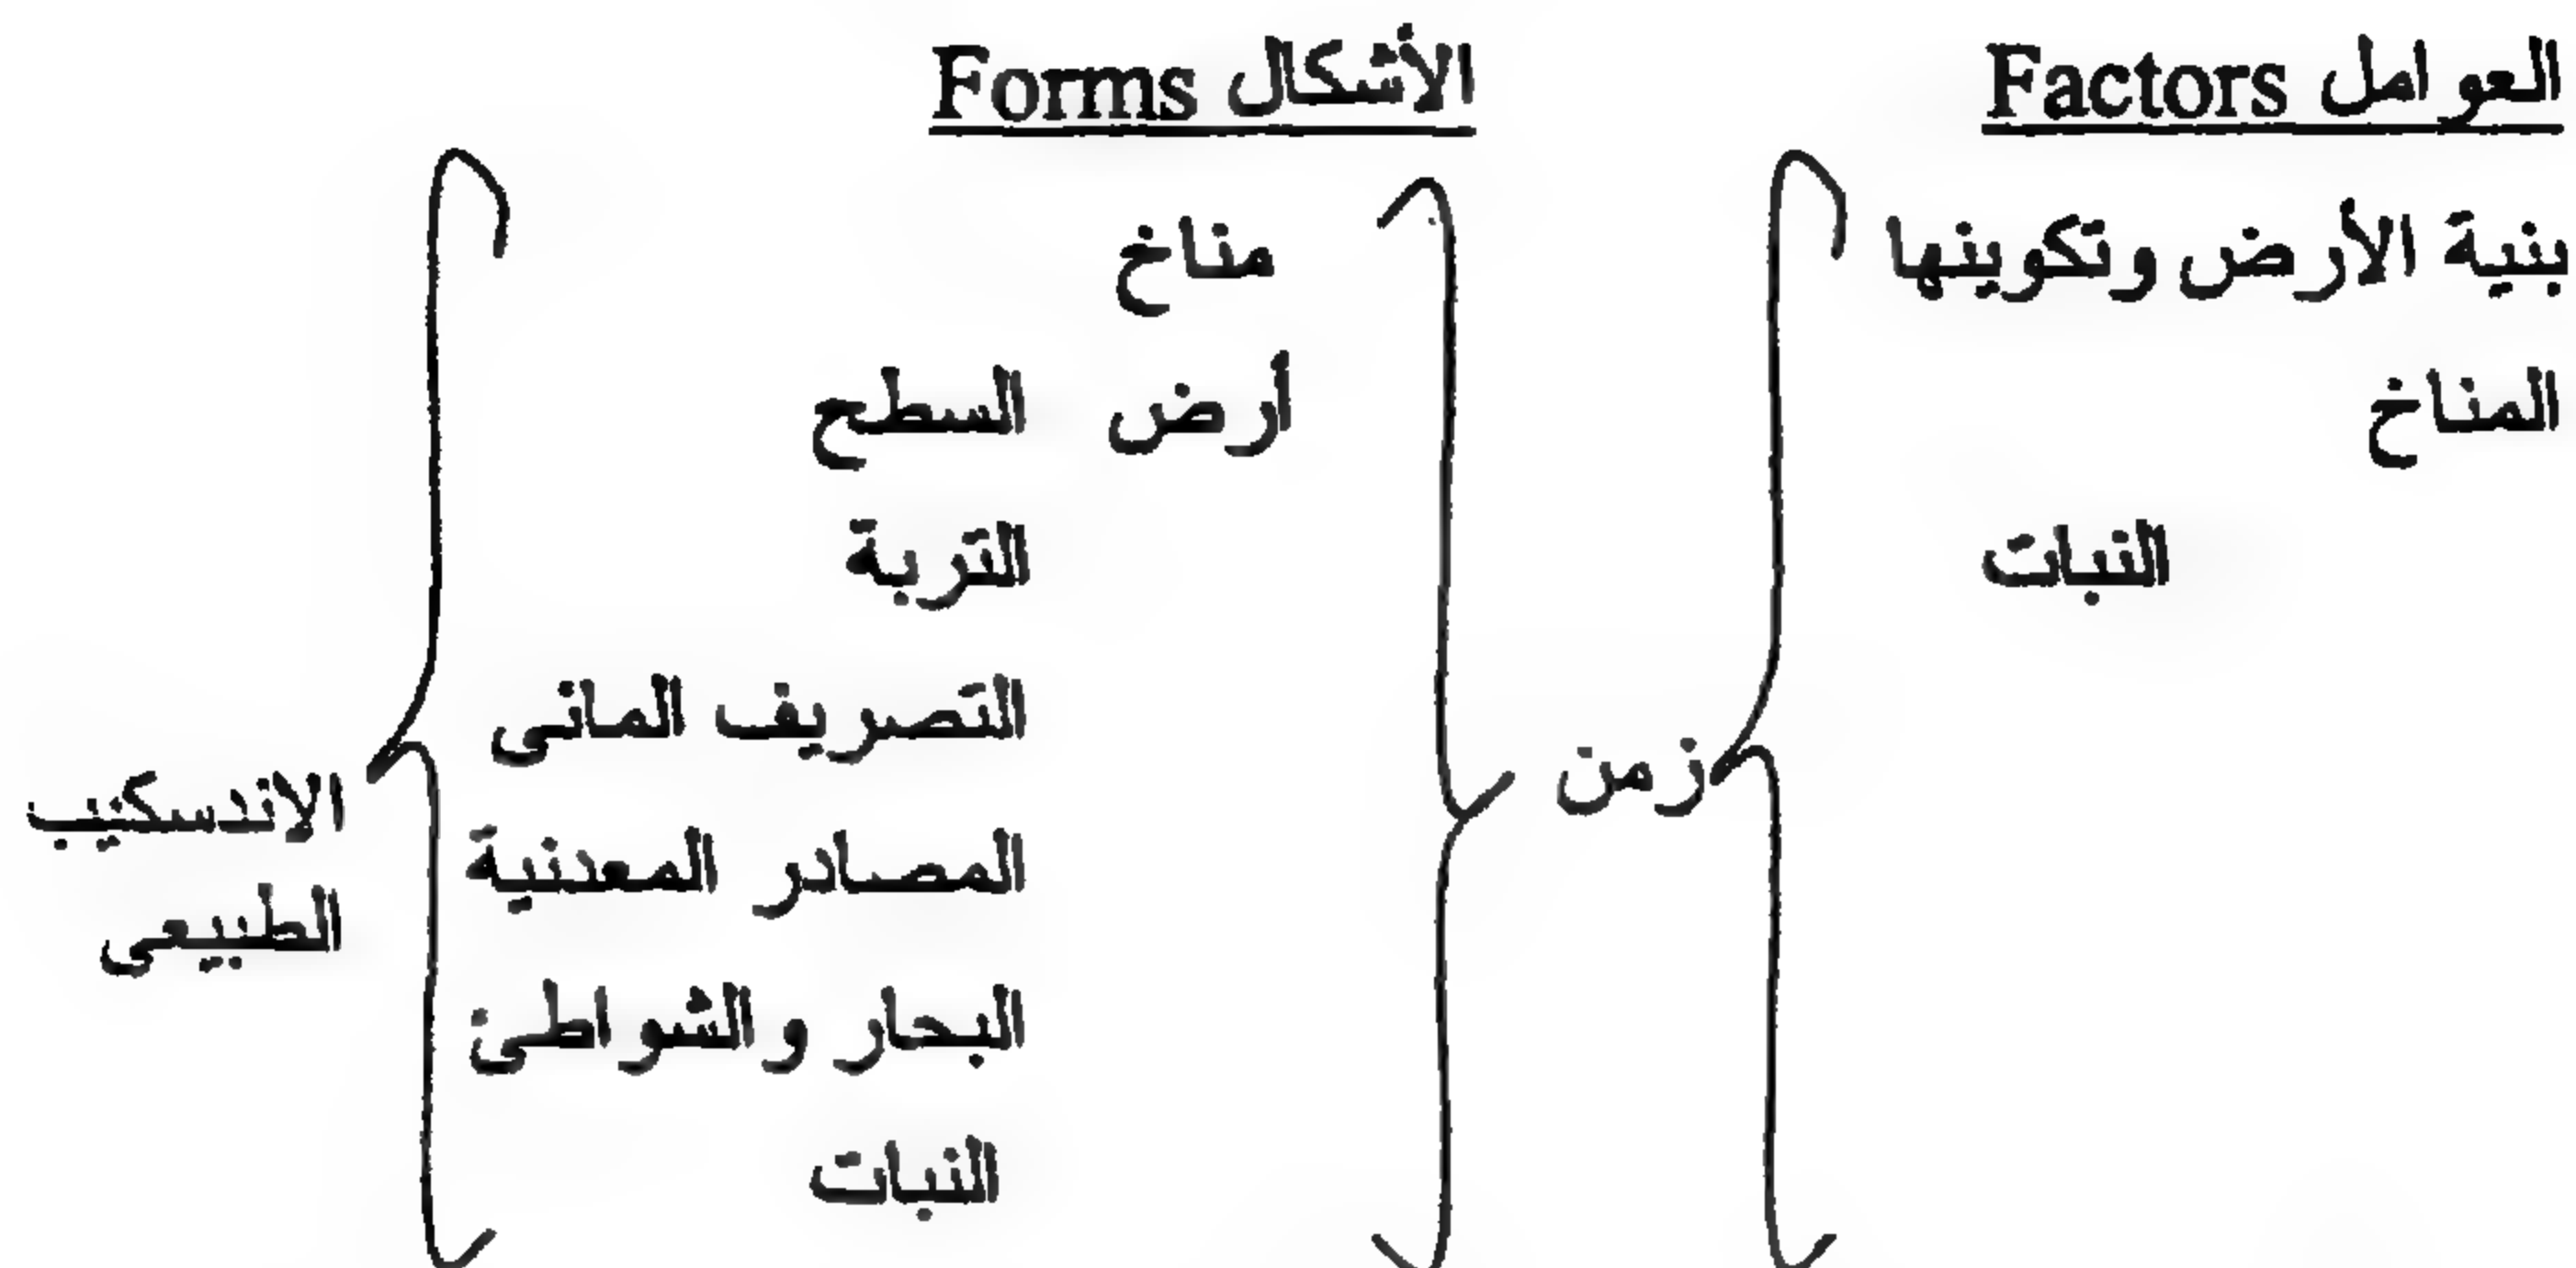 العوامل Factors
بنية الأرض وتكوينها
المناخ
النبات
زمن
الأشكال Forms
مناخ
أرض السطح
التربة
التصريف المائى
المصادر المعدنية
البحار والشواطئ
النبات
الاندسكيب
الطبيعى